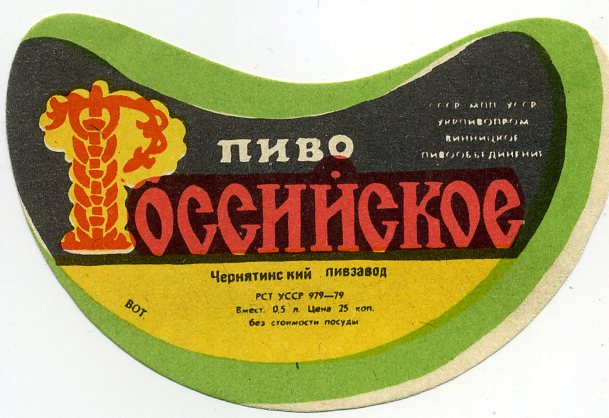 СССР МПП УССР
УКРПИВОПРОМ
ВИННИЦКОЕ
ПИВООБЪЕДИНЕНИЕ
ПИВО
РОССИЙСКОЕ
Чернятинский пивзавод
РСТ УССР 979—79
Вмест. 0,5 л. Цена 25 коп.
без стоимости посуды
ВОТ.